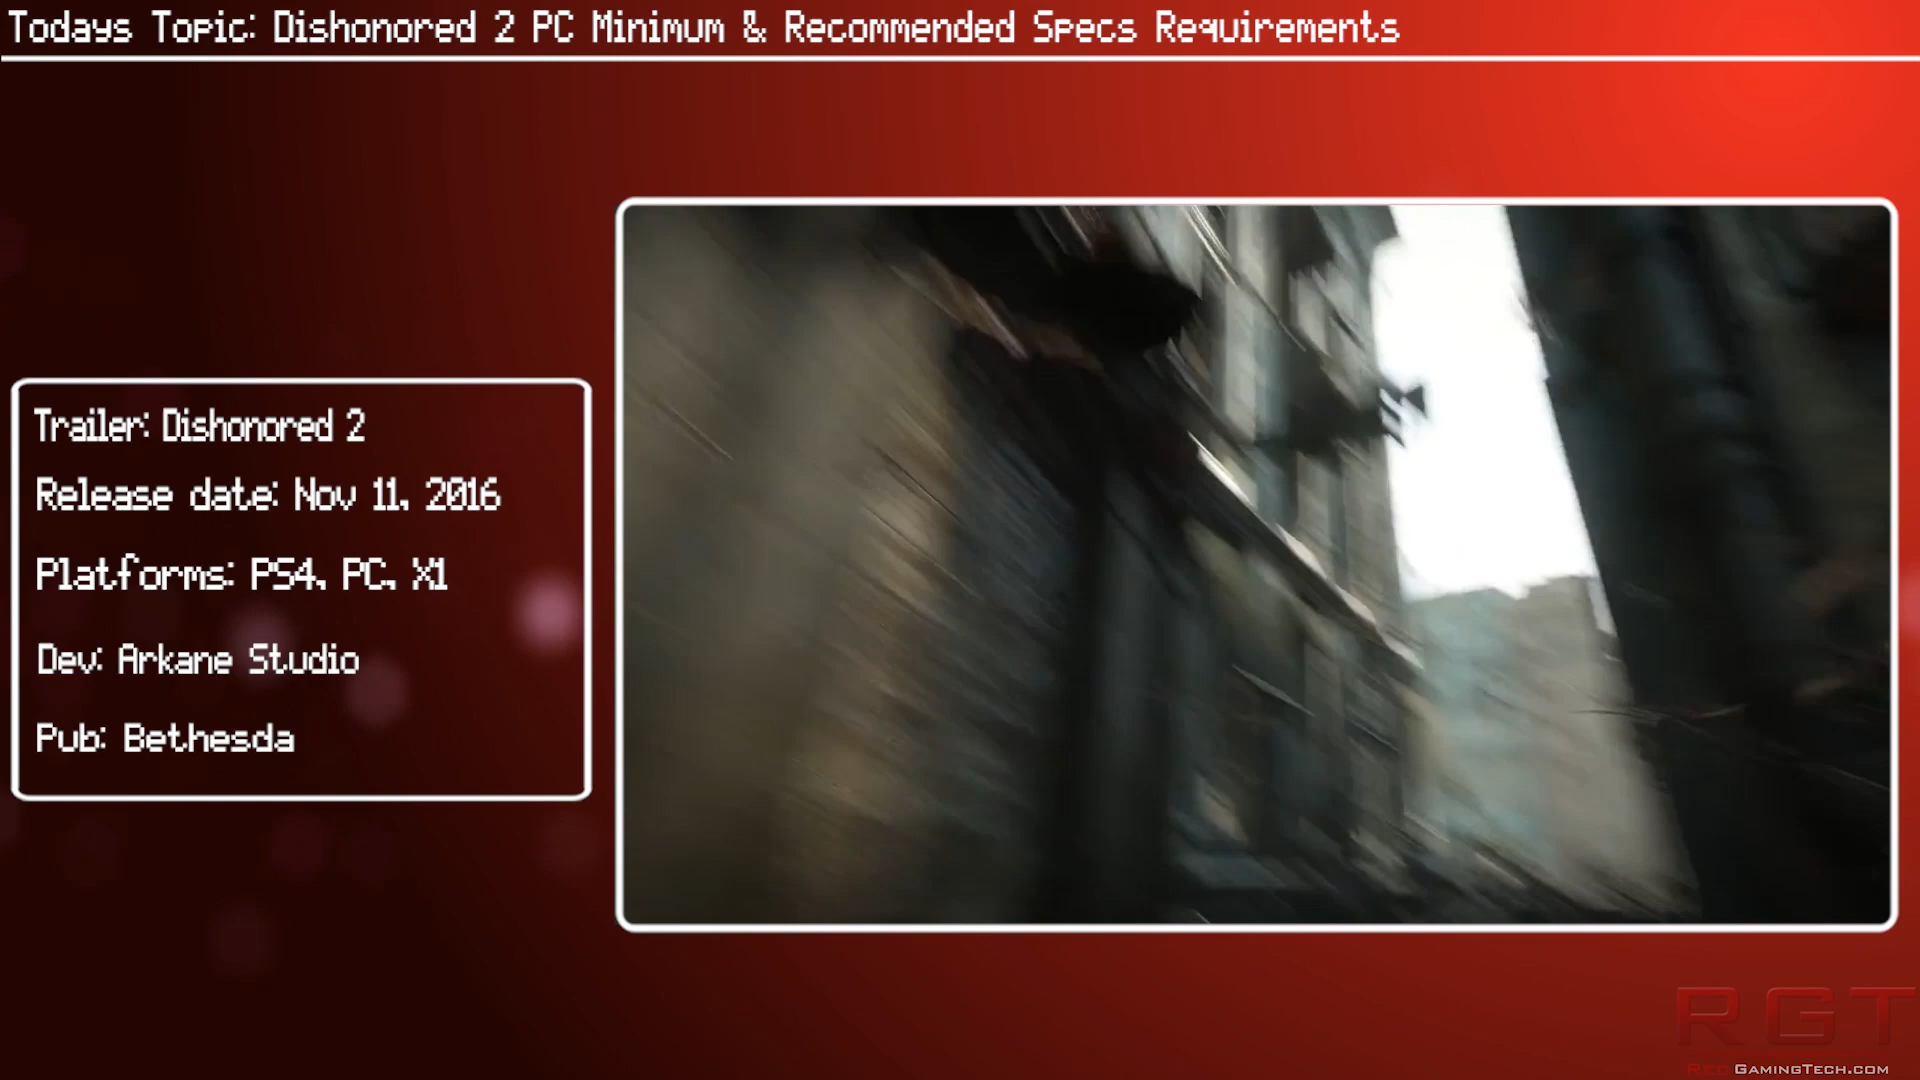 Todays Topic: Dishonored 2 PC Minimum & Recommended Specs Requirements
Trailer: Dishonored 2
Release date: Nov 11, 2016
Platforms: PS4, PC, X1
Dev: Arkane Studio
Pub: Bethesda
RGT
RedGamingTech.com